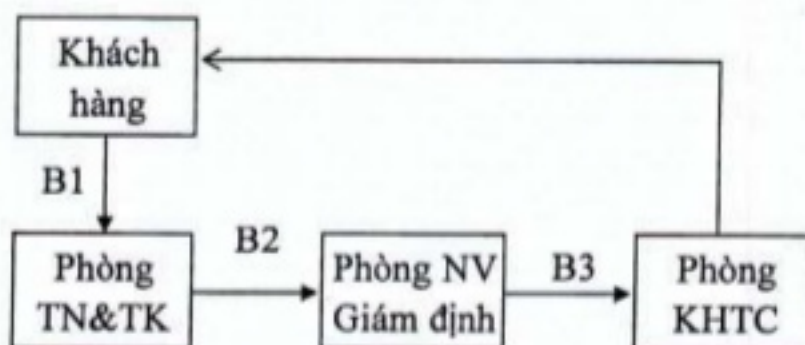 Khách
hàng
B1
B2
B3
Phòng
TN&TK
Phòng NV
Giám định
Phòng
KHTC